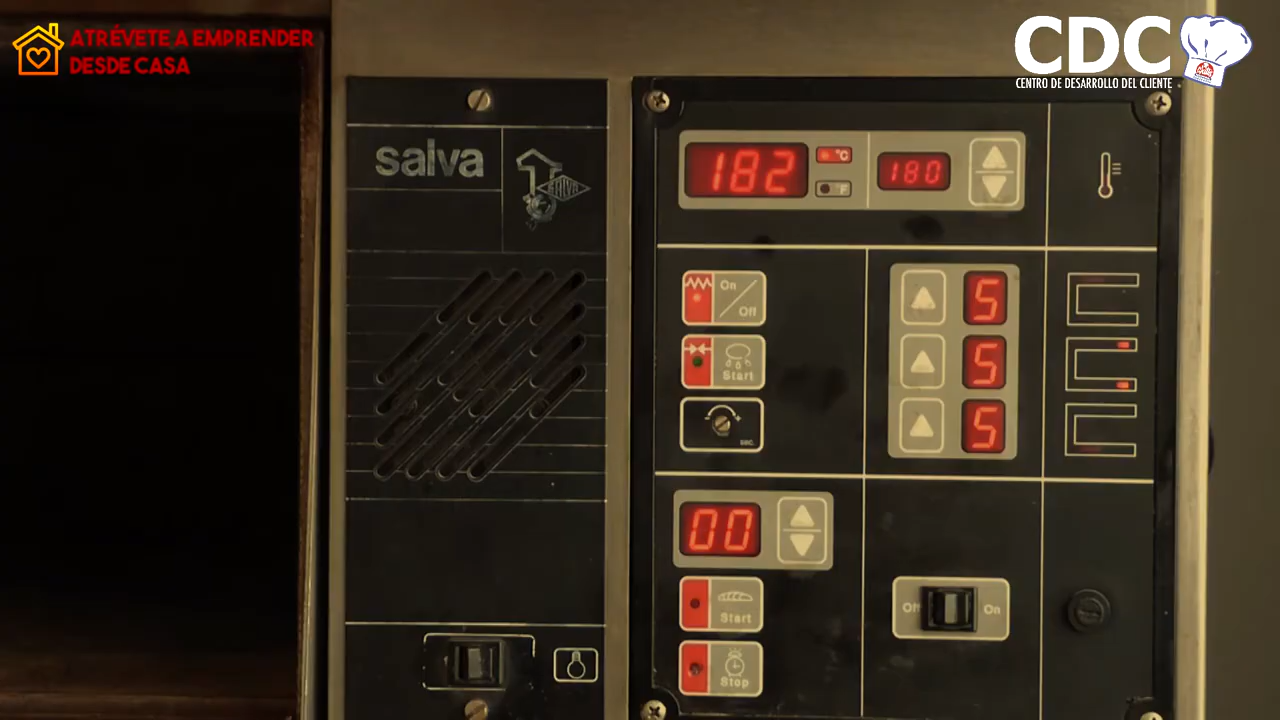 ATRÉVETE A EMPRENDER
DESDE CASA
CDC
CENTRO DE DESARROLLO DEL CLIENTE
salva
SALVA
182
°C
°F
180
On
Off
Start
sec.
5
5
5
00
Start
Stop
Off
On